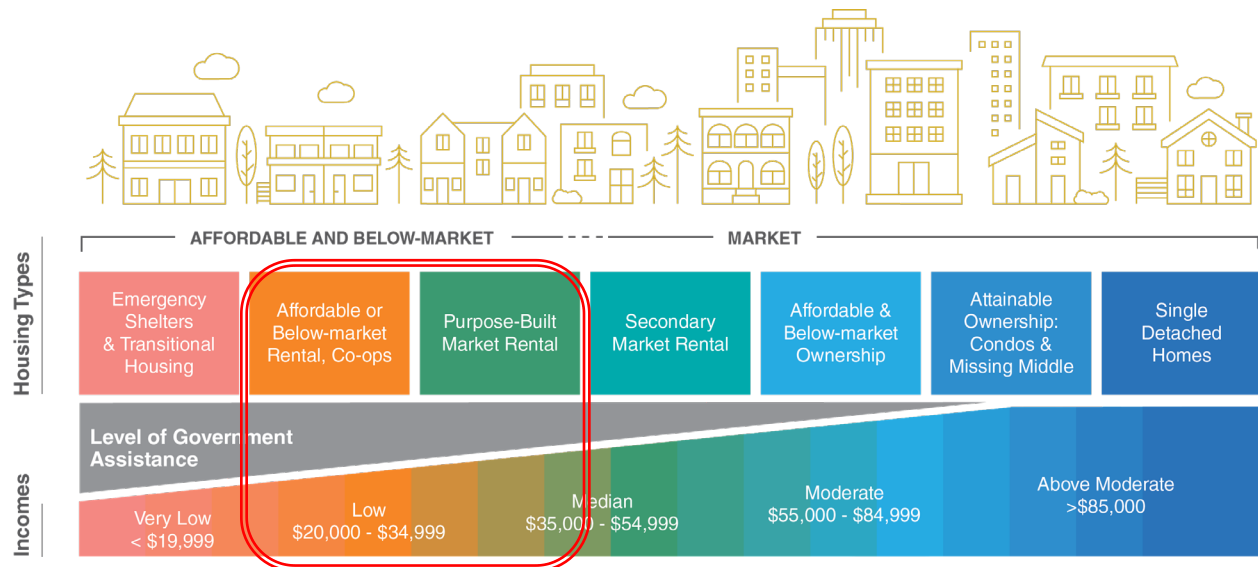 AFFORDABLE AND BELOW-MARKET
MARKET
Housing Types
Emergency
Shelters
& Transitional
Housing
Affordable or
Below-market
Rental, Co-ops
Purpose-Built
Market Rental
Secondary
Market Rental
Affordable &
Below-market
Ownership
Attainable
Ownership:
Condos &
Missing Middle
Single
Detached
Homes
Level of Government
Assistance
Incomes
Very Low
< $19,999
Low
$20,000 - $34,999
Median
$35,000 - $54,999
Moderate
$55,000 - $84,999
Above Moderate
>$85,000